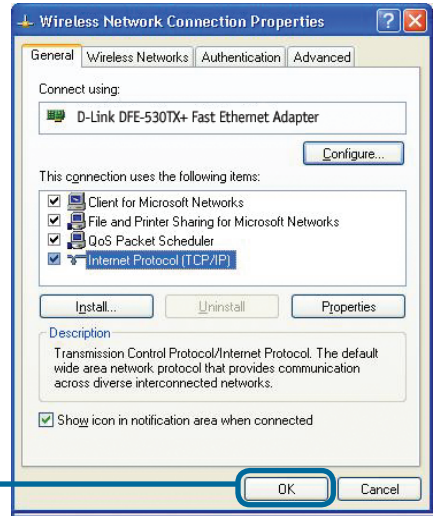 Wireless Network Connection Properties
General Wireless Networks Authentication Advanced
Connect using:
D-Link DFE-530TX+ Fast Ethernet Adapter
Configure...
This connection uses the following items:
Client for Microsoft Networks
File and Printer Sharing for Microsoft Networks
QoS Packet Scheduler
Internet Protocol (TCP/IP)
Install... Uninstall Properties
Description
Transmission Control Protocol/Internet Protocol. The default
wide area network protocol that provides communication
across diverse interconnected networks.
Show icon in notification area when connected
OK Cancel